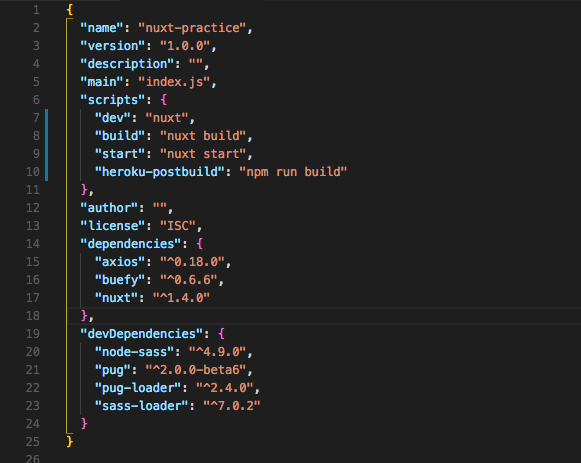 1 {
2 "name": "nuxt-practice",
3 "version": "1.0.0",
4 "description": "",
5 "main": "index.js",
6 "scripts": {
7 "dev": "nuxt",
8 "build": "nuxt build",
9 "start": "nuxt start",
10 "heroku-postbuild": "npm run build"
11 },
12 "author": "",
13 "license": "ISC",
14 "dependencies": {
15 "axios": "^0.18.0",
16 "buefy": "^0.6.6",
17 "nuxt": "^1.4.0"
18 },
19 "devDependencies": {
20 "node-sass": "^4.9.0",
21 "pug": "^2.0.0-beta6",
22 "pug-loader": "^2.4.0",
23 "sass-loader": "^7.0.2"
24 }
25 }
26